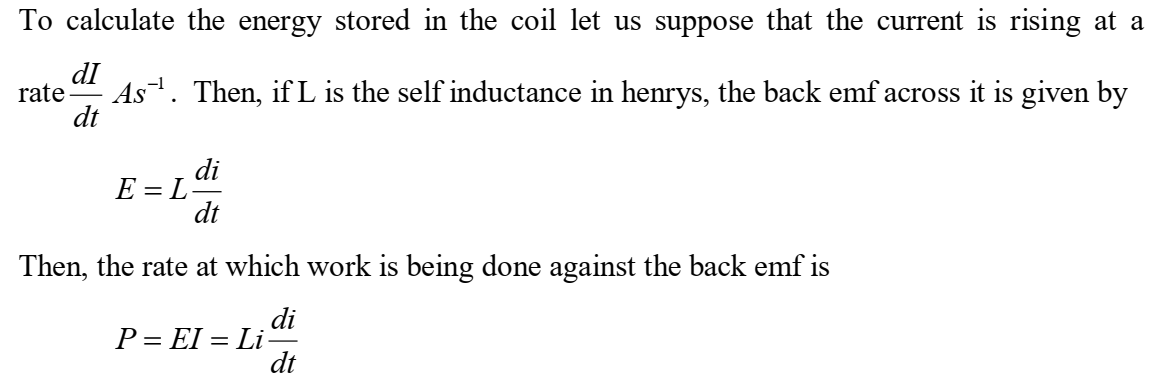 To calculate the energy stored in the coil let us suppose that the current is rising at a
rate dI/dt As⁻¹. Then, if L is the self inductance in henrys, the back emf across it is given by
E = L di/dt
Then, the rate at which work is being done against the back emf is
P = EI = Li di/dt